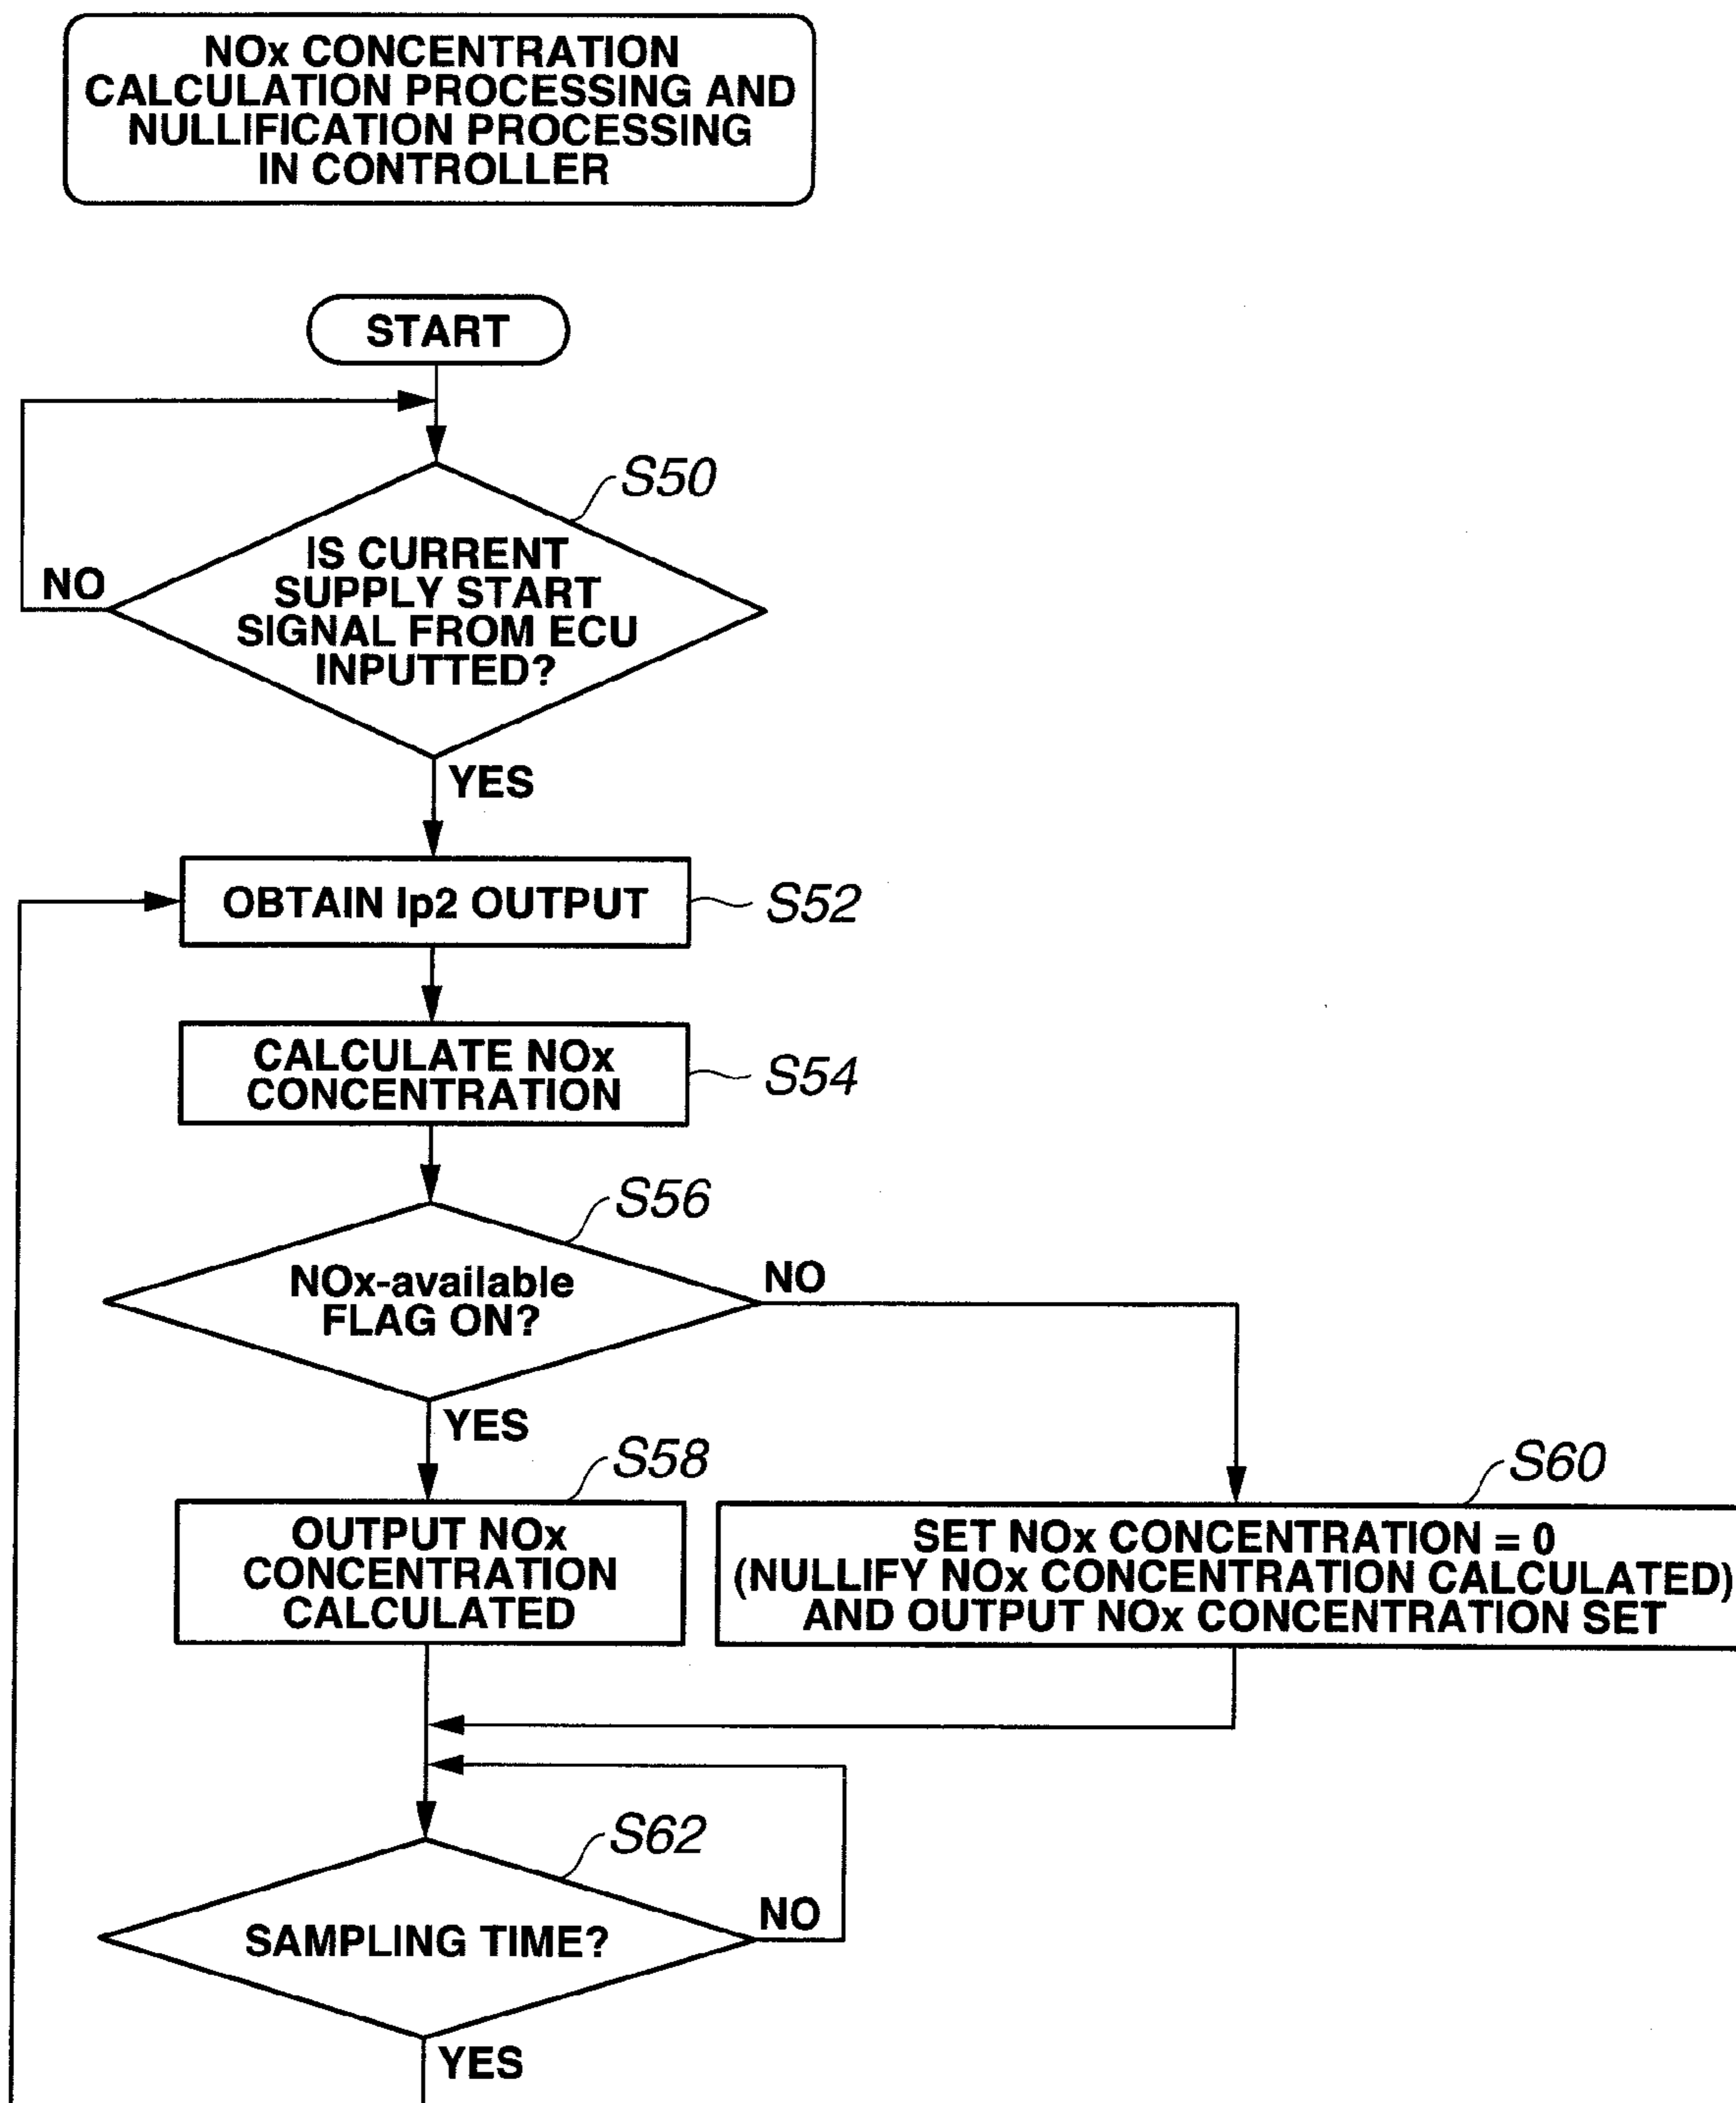 NOx CONCENTRATION
CALCULATION PROCESSING AND
NULLIFICATION PROCESSING
IN CONTROLLER
START
S50
IS CURRENT
SUPPLY START
SIGNAL FROM ECU
INPUTTED?
NO
YES
OBTAIN Ip2 OUTPUT
S52
CALCULATE NOx
CONCENTRATION
S54
S56
NOx-available
FLAG ON?
NO
YES
S58
OUTPUT NOx
CONCENTRATION
CALCULATED
S60
SET NOx CONCENTRATION = 0
(NULLIFY NOx CONCENTRATION CALCULATED)
AND OUTPUT NOx CONCENTRATION SET
S62
SAMPLING TIME?
NO
YES